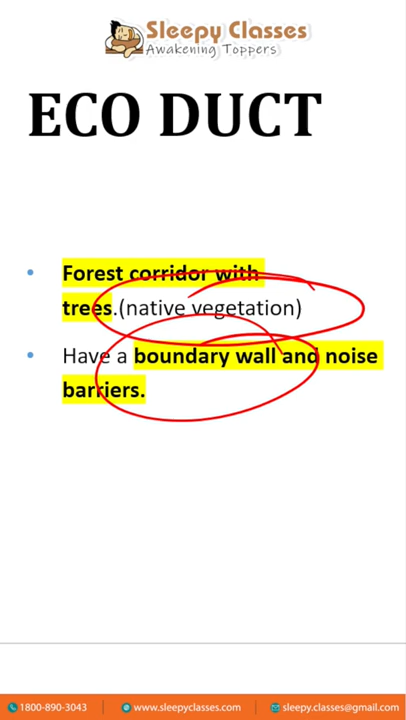 Sleepy Classes
Awakening Toppers
ECO DUCT
• Forest corridor with
trees.(native vegetation)
• Have a boundary wall and noise
barriers.
1800-890-3043 www.sleepyclasses.com sleepy.classes@gmail.com